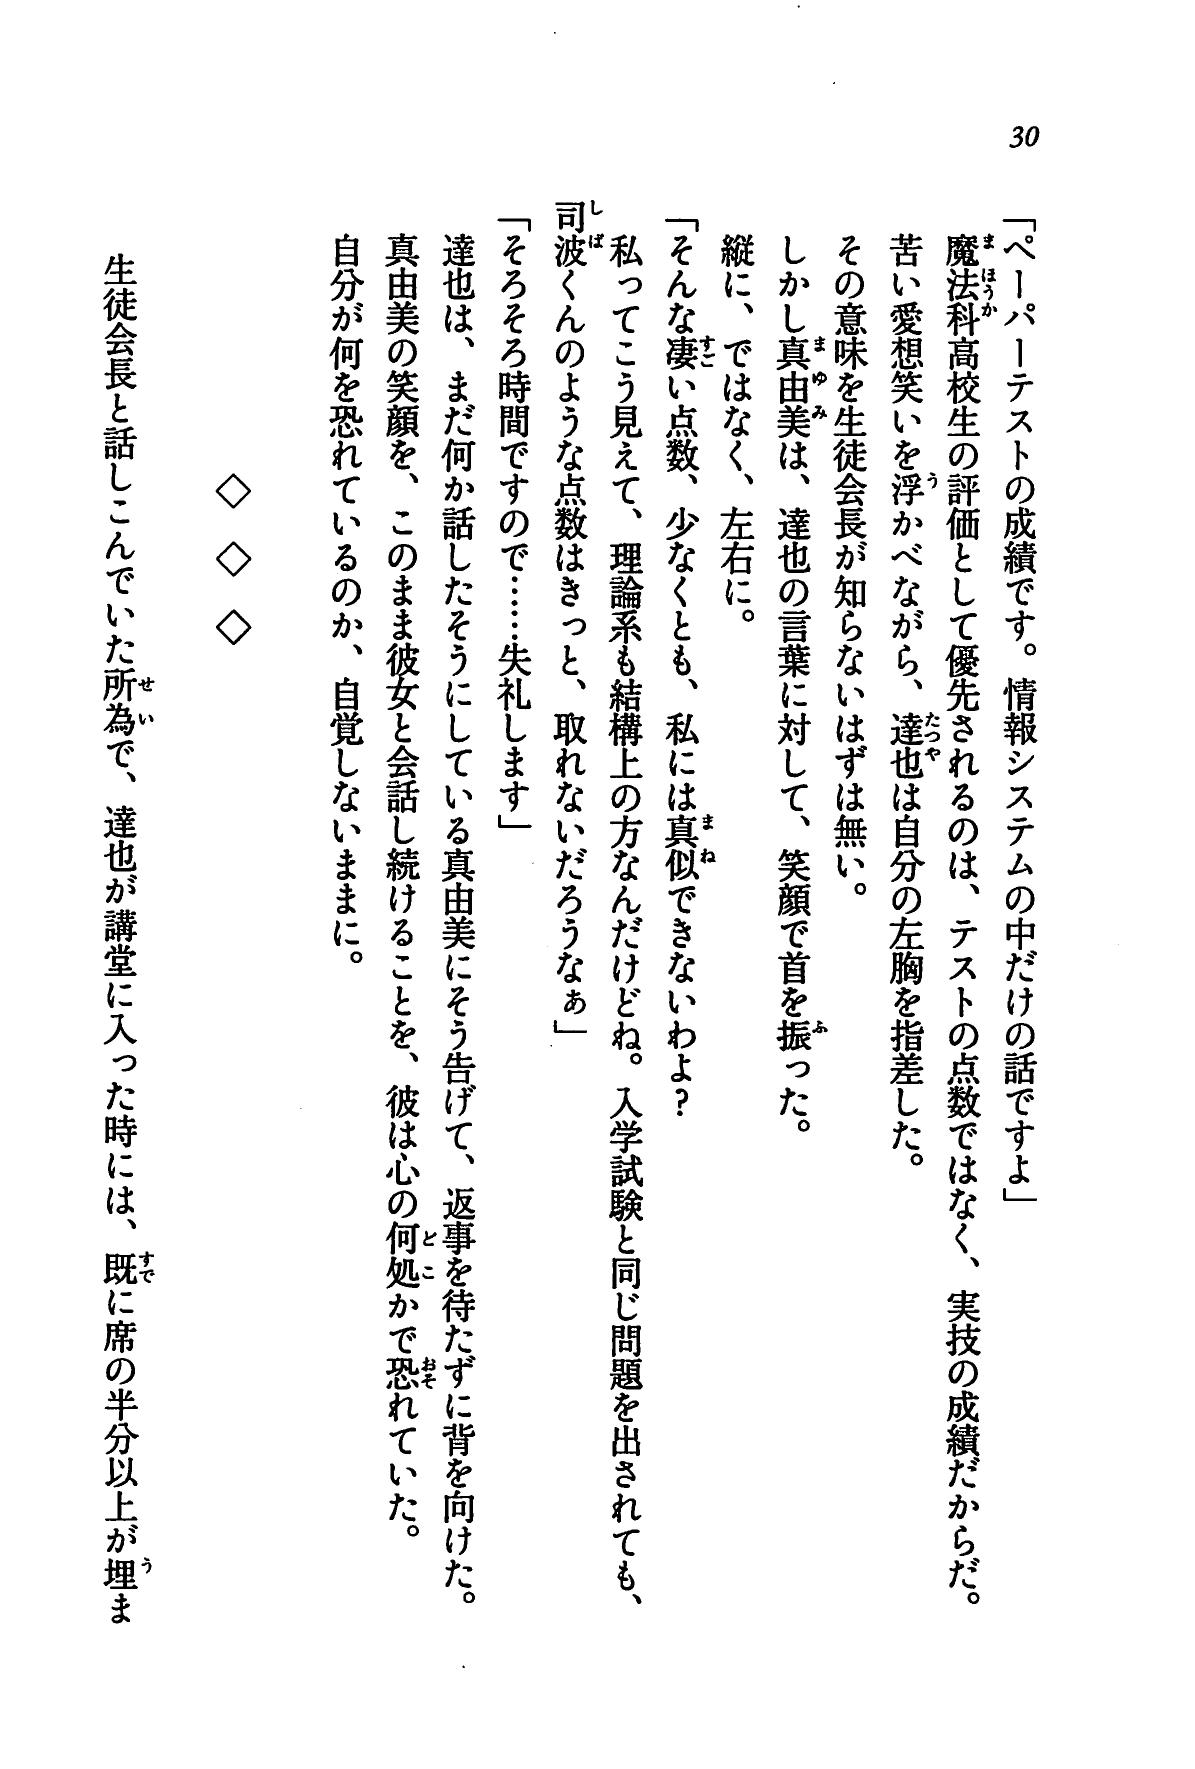 30
「ペーパーテストの成績です。情報システムの中だけの話ですよ」
魔法科高校生の評価として優先されるのは、テストの点数ではなく、実技の成績だからだ。
苦い愛想笑いを浮かべながら、達也は自分の左胸を指差した。
その意味を生徒会長が知らないはずは無い。
しかし真由美は、達也の言葉に対して、笑顔で首を振った。
縦に、ではなく、左右に。
「そんな凄い点数、少なくとも、私には真似できないわよ?
私ってこう見えて、理論系も結構上の方なんだけどね。入学試験と同じ問題を出されても、
司波くんのような点数はきっと、取れないだろうなぁ」
「そろそろ時間ですので……失礼します」
達也は、まだ何か話したそうにしている真由美にそう告げて、返事を待たずに背を向けた。
真由美の笑顔を、このまま彼女と会話し続けることを、彼は心の何処かで恐れていた。
自分が何を恐れているのか、自覚しないままに。
◇ ◇ ◇
生徒会長と話しこんでいた所為で、達也が講堂に入った時には、既に席の半分以上が埋ま